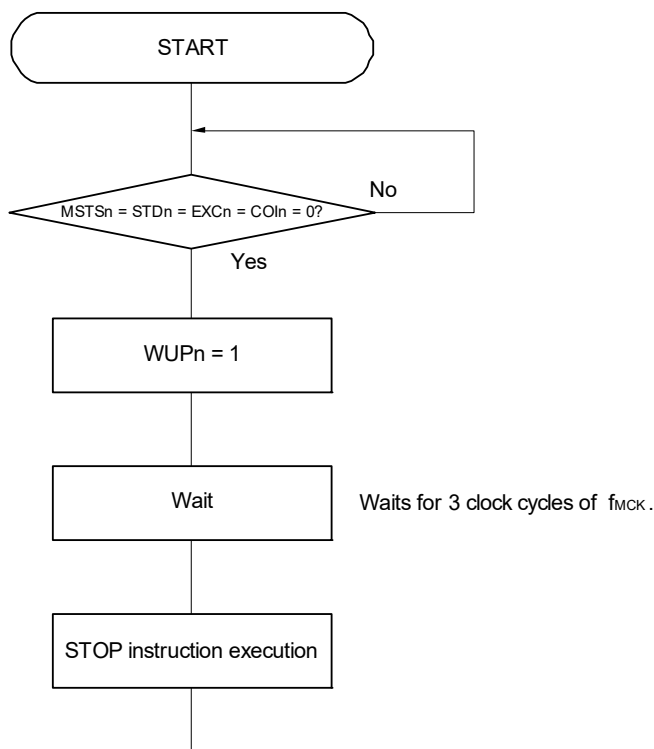 START
No
MSTSn = STDn = EXCn = COIn = 0?
Yes
WUPn = 1
Wait
Waits for 3 clock cycles of fMCK.
STOP instruction execution